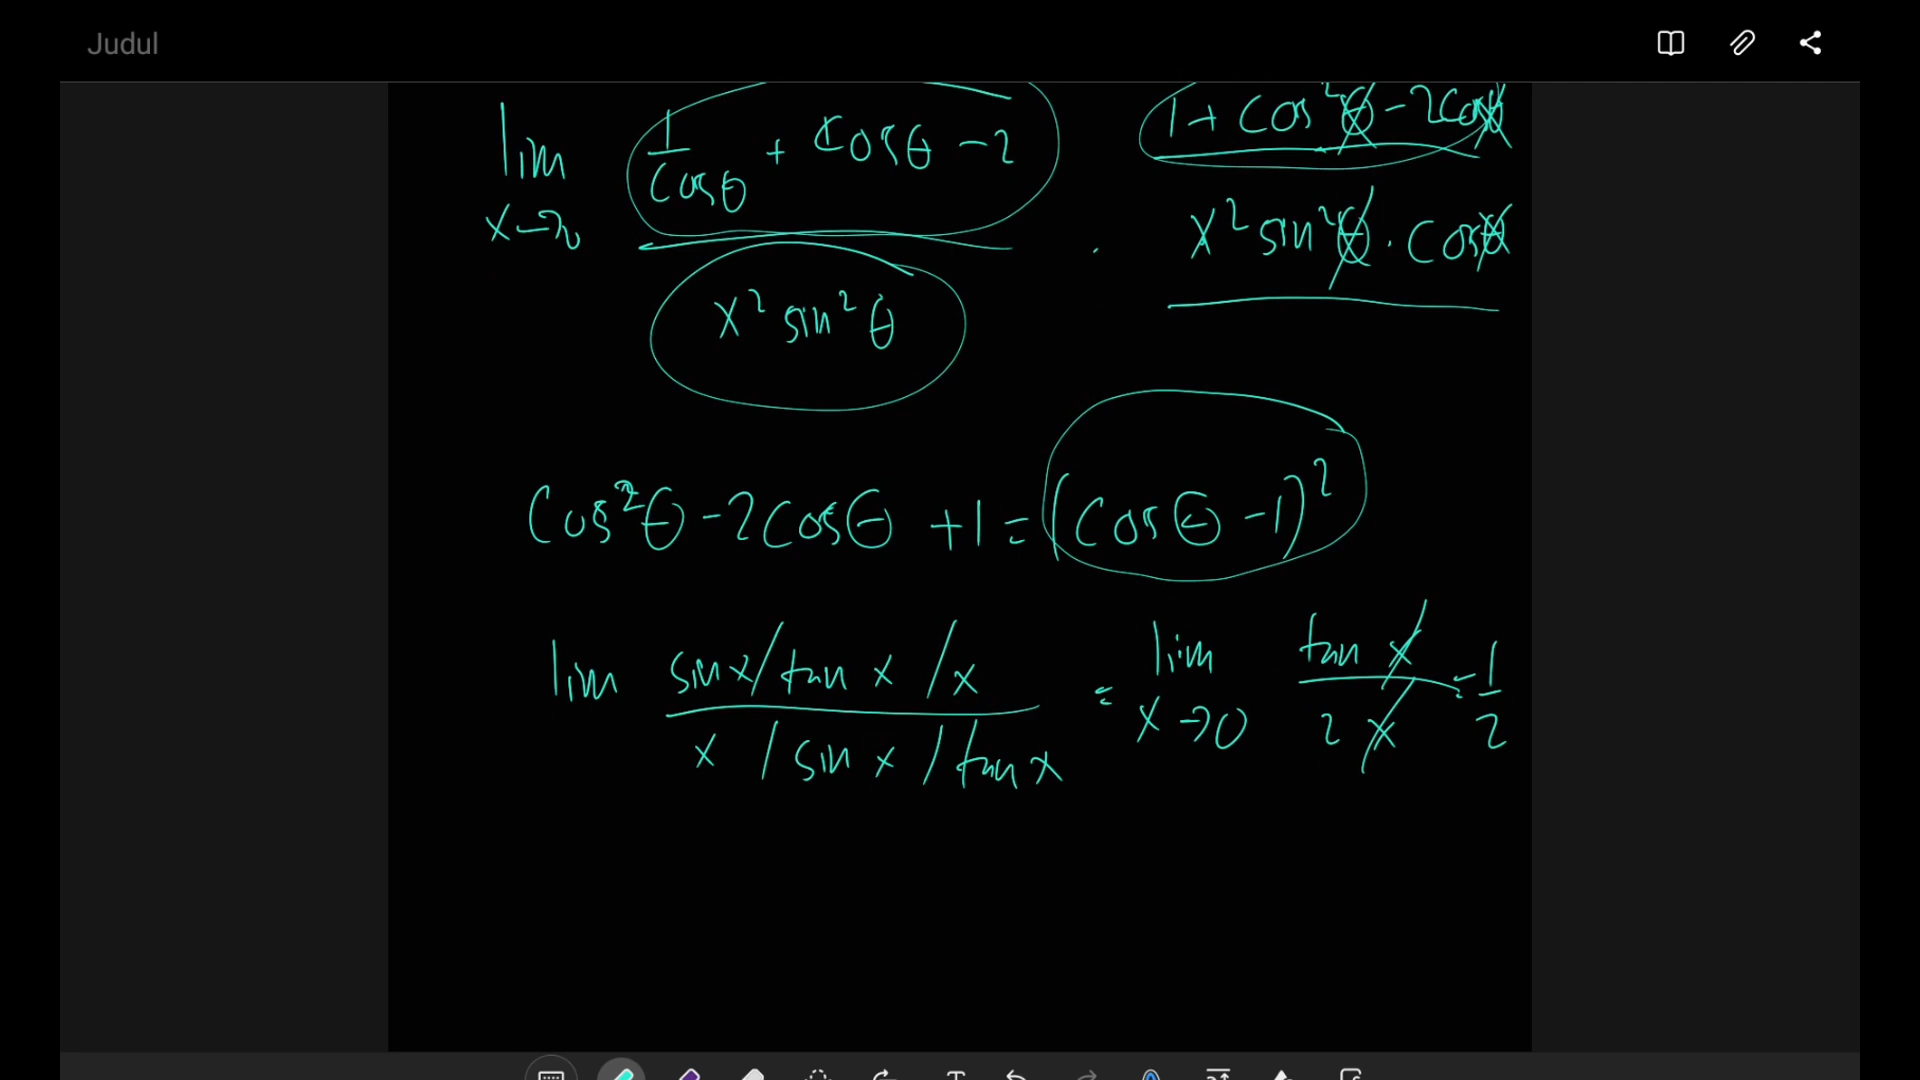 Judul
lim x→0 (1/cosθ + cosθ - 2) / (x² sin²θ)
(1 + cos²θ - 2cosθ) / (x² sin²θ · cosθ)
cos²θ - 2cosθ + 1 = (cosθ - 1)²
lim (sin x / tan x / x) / (x / sin x / tan x) = lim x→0 (tan x) / (2x) = 1/2